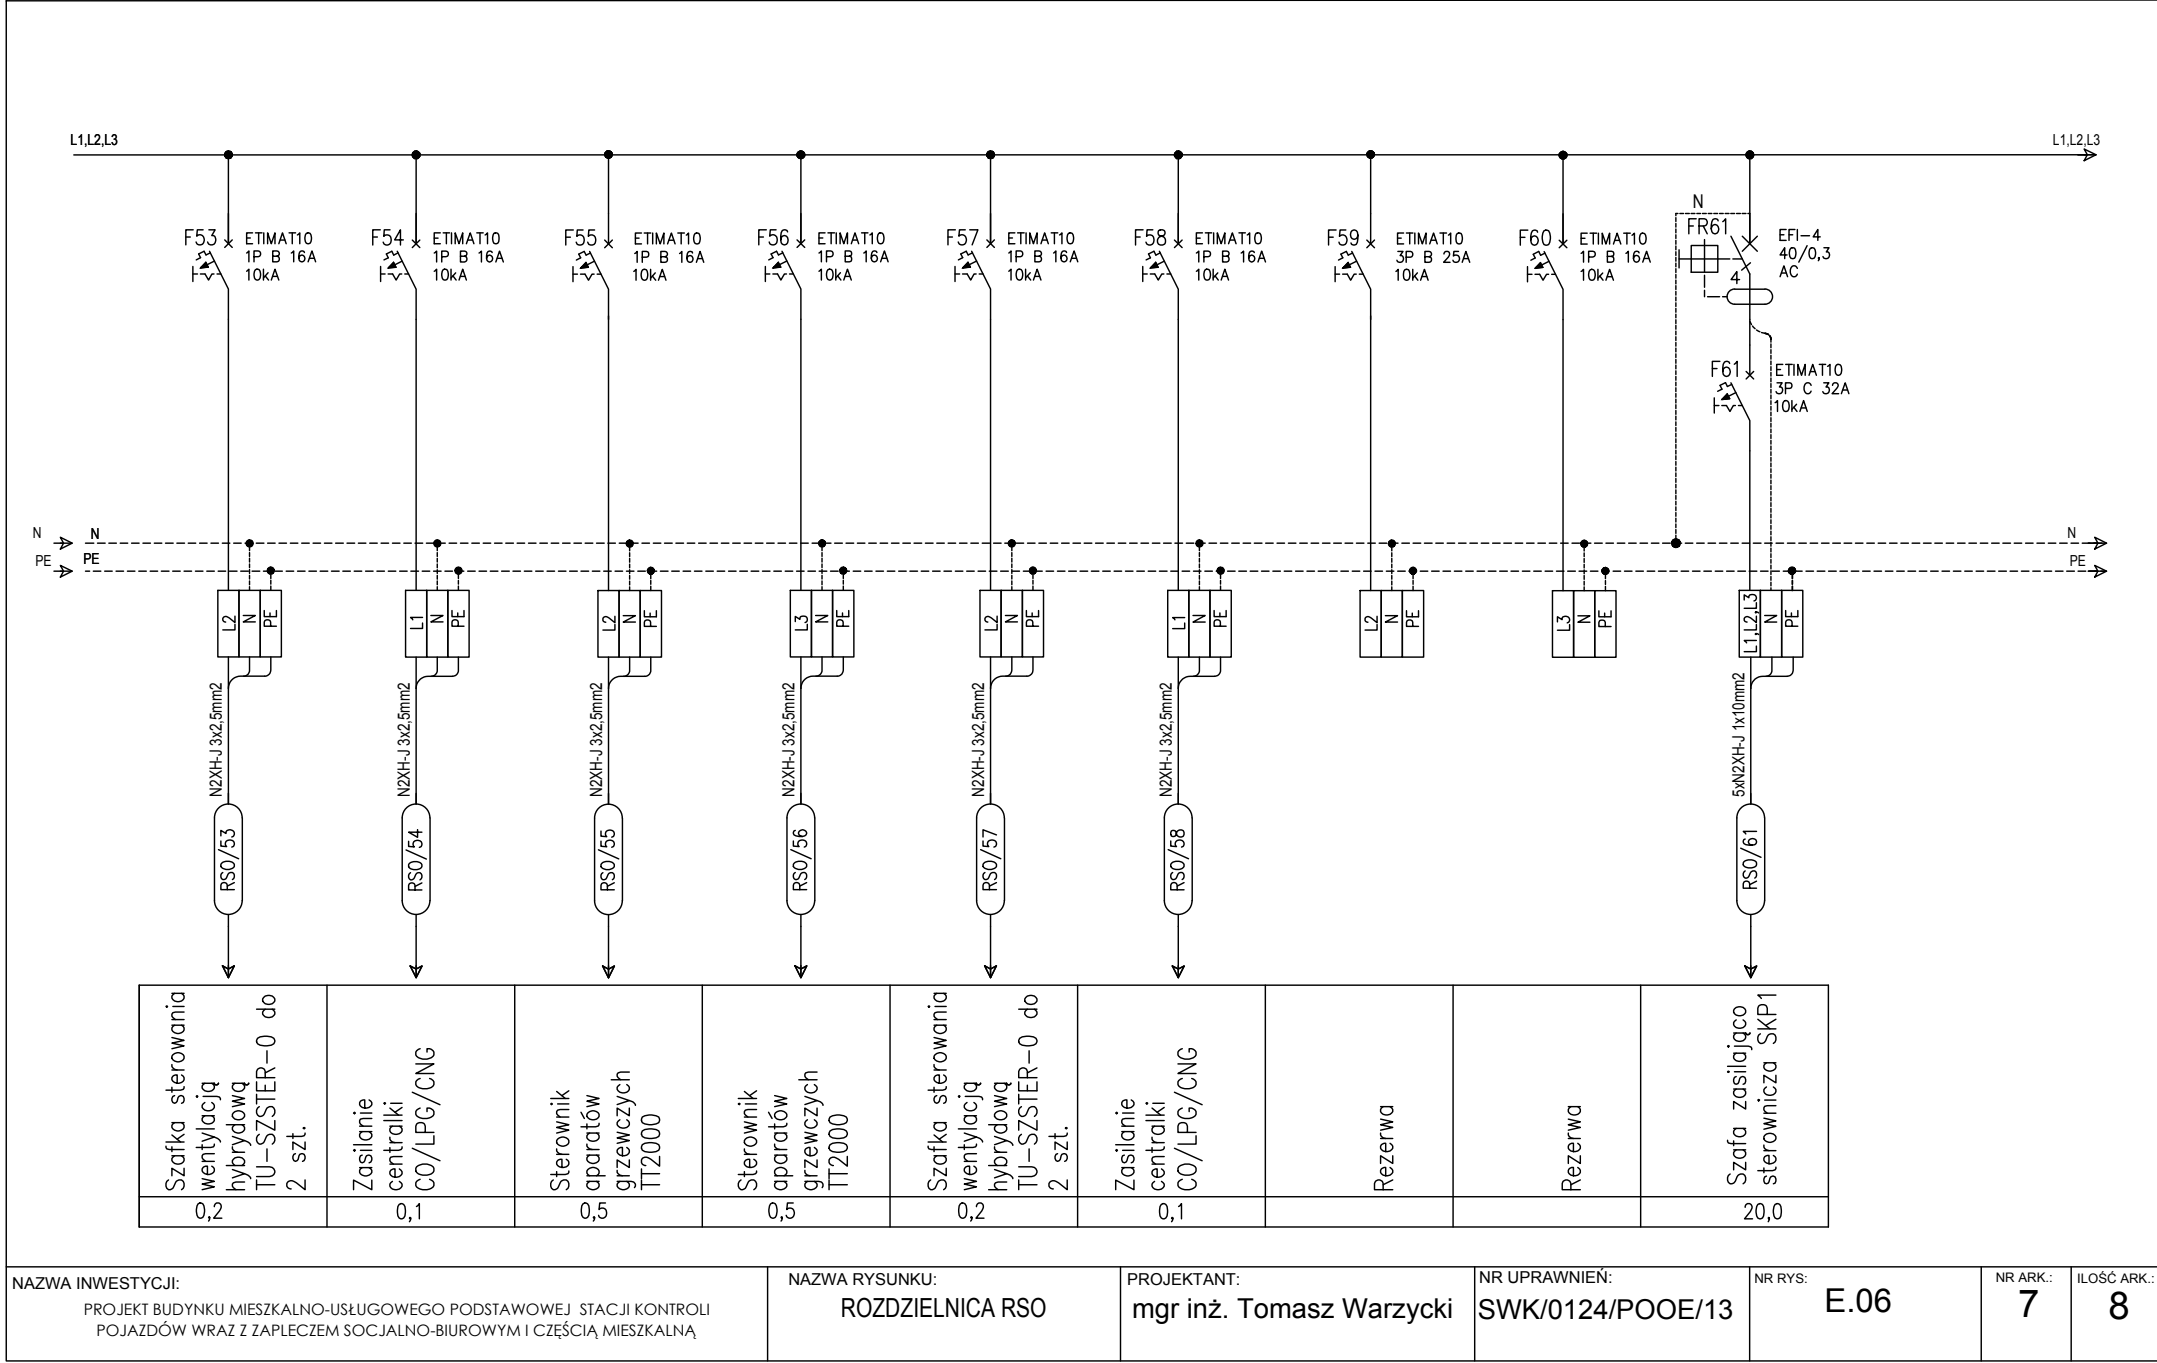 L1,L2,L3
L1,L2,L3
F53
ETIMAT10
1P B 16A
10kA
F54
ETIMAT10
1P B 16A
10kA
F55
ETIMAT10
1P B 16A
10kA
F56
ETIMAT10
1P B 16A
10kA
F57
ETIMAT10
1P B 16A
10kA
F58
ETIMAT10
1P B 16A
10kA
F59
ETIMAT10
3P B 25A
10kA
F60
ETIMAT10
1P B 16A
10kA
N
FR61
4
EFI-4
40/0,3
AC
F61
ETIMAT10
3P C 32A
10kA
N
N
N
PE
PE
PE
L2
N
PE
L1
N
PE
L2
N
PE
L3
N
PE
L2
N
PE
L1
N
PE
L2
N
PE
L3
N
PE
L1,L2,L3
N
PE
N2XH-J 3x2,5mm2
N2XH-J 3x2,5mm2
N2XH-J 3x2,5mm2
N2XH-J 3x2,5mm2
N2XH-J 3x2,5mm2
N2XH-J 3x2,5mm2
5xN2XH-J 1x10mm2
RSO/53
RSO/54
RSO/55
RSO/56
RSO/57
RSO/58
RSO/61
Szafka sterowania
wentylacją
hybrydową
TU-SZSTER-0 do
2 szt.
Zasilanie
centralki
CO/LPG/CNG
Sterownik
aparatów
grzewczych
TT2000
Sterownik
aparatów
grzewczych
TT2000
Szafka sterowania
wentylacją
hybrydową
TU-SZSTER-0 do
2 szt.
Zasilanie
centralki
CO/LPG/CNG
Rezerwa
Rezerwa
Szafa zasilająco
sterownicza SKP1
0,2
0,1
0,5
0,5
0,2
0,1
20,0
NAZWA INWESTYCJI:
PROJEKT BUDYNKU MIESZKALNO-USŁUGOWEGO PODSTAWOWEJ STACJI KONTROLI
POJAZDÓW WRAZ Z ZAPLECZEM SOCJALNO-BIUROWYM I CZĘŚCIĄ MIESZKALNĄ
NAZWA RYSUNKU:
ROZDZIELNICA RSO
PROJEKTANT:
mgr inż. Tomasz Warzycki
NR UPRAWNIEŃ:
SWK/0124/POOE/13
NR RYS:
E.06
NR ARK.:
7
ILOŚĆ ARK.:
8